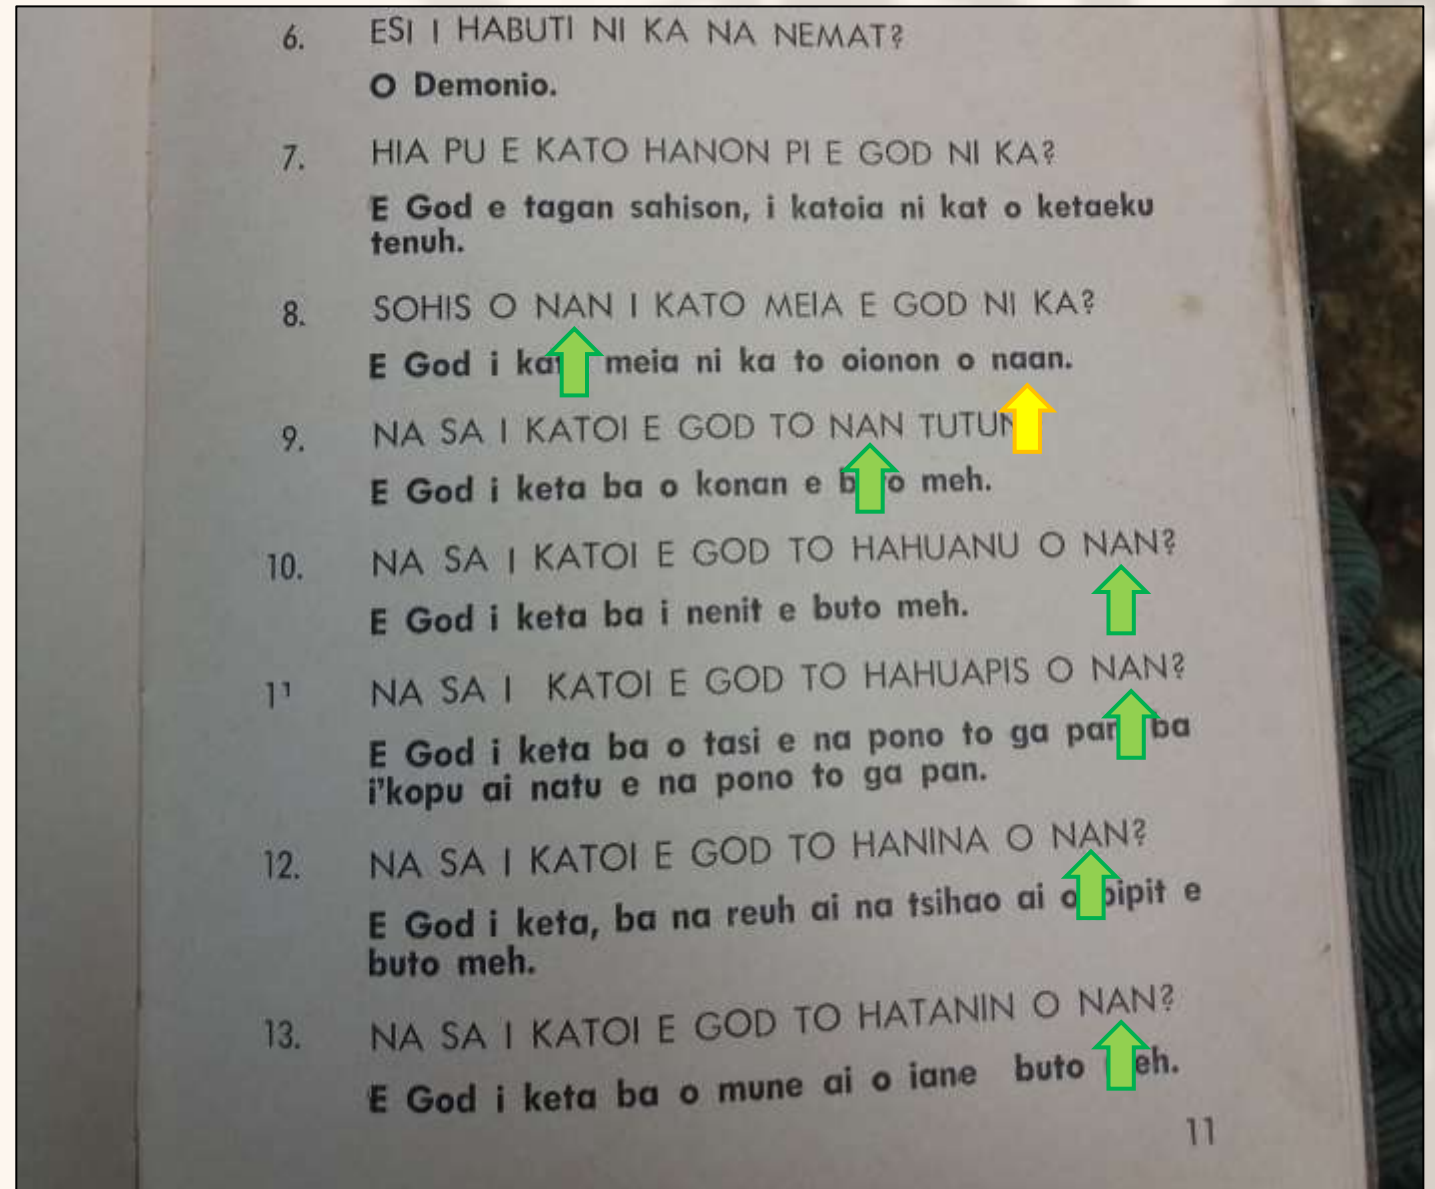 6. ESI I HABUTI NI KA NA NEMAT?
O Demonio.
7. HIA PU E KATO HANON PI E GOD NI KA?
E God e tagan sahison, i katoia ni kat o ketaeku
tenuh.
8. SOHIS O NAN I KATO MEIA E GOD NI KA?
E God i meia ni ka to oionon o naan.
9. NA SA I KATOI E GOD TO NAN
E God i keta ba o konan e meh.
10. NA SA I KATOI E GOD TO HAHUANU O NAN?
E God i keta ba i nenit e buto meh.
11 NA SA I KATOI E GOD TO HAHUAPIS O NAN?
E God i keta ba o tasi e na pono to ga ba
i'kopu ai natu e na pono to ga pan.
12. NA SA I KATOI E GOD TO HANINA O NAN?
E God i keta, ba na reuh ai na tsihao ai o e
buto meh.
13. NA SA I KATOI E GOD TO HATANIN O NAN?
E God i keta ba o mune ai o iane buto
11